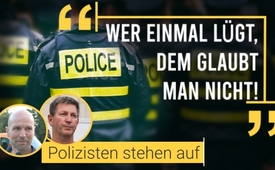 WER EINMAL LÜGT,
DEM GLAUBT
MAN NICHT!
POLICE
Polizisten stehen auf